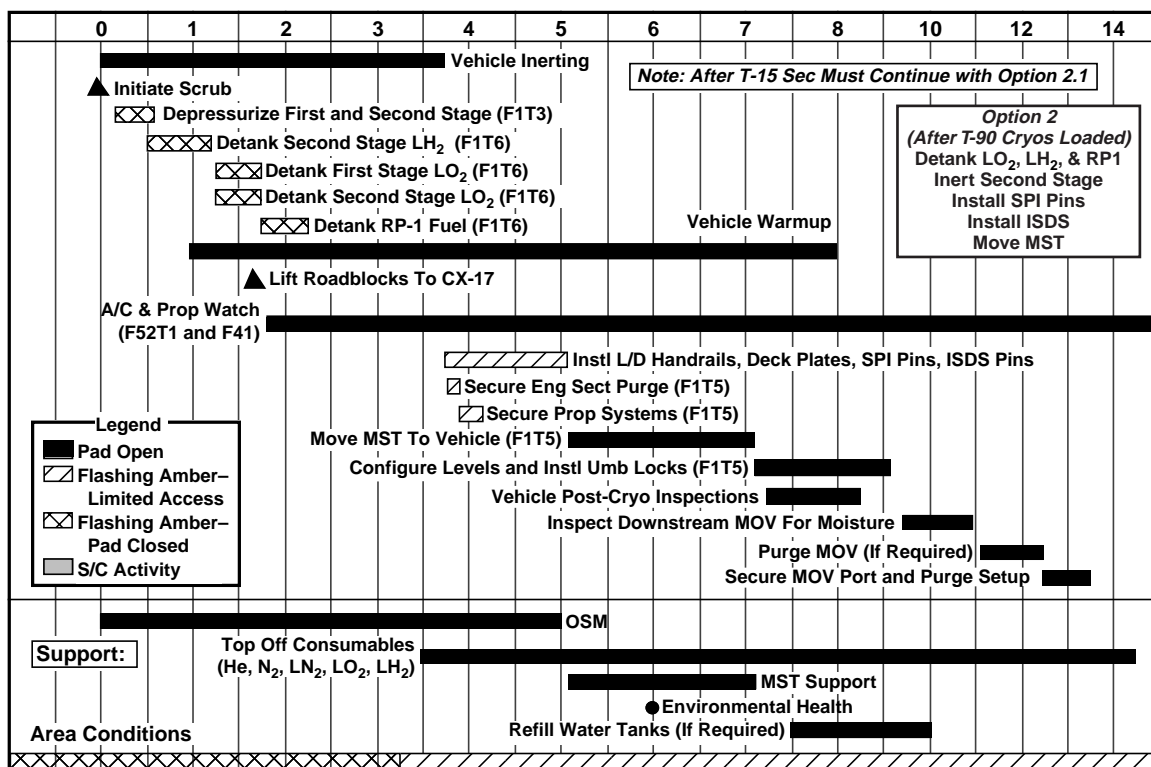 0 1 2 3 4 5 6 7 8 10 12 14
Vehicle Inerting
Note: After T-15 Sec Must Continue with Option 2.1
Initiate Scrub
Depressurize First and Second Stage (F1T3)
Option 2
(After T-90 Cryos Loaded)
Detank LO2, LH2, & RP1
Inert Second Stage
Install SPI Pins
Install ISDS
Move MST
Detank Second Stage LH2 (F1T6)
Detank First Stage LO2 (F1T6)
Detank Second Stage LO2 (F1T6)
Detank RP-1 Fuel (F1T6)
Vehicle Warmup
Lift Roadblocks To CX-17
A/C & Prop Watch
(F52T1 and F41)
Instl L/D Handrails, Deck Plates, SPI Pins, ISDS Pins
Secure Eng Sect Purge (F1T5)
Secure Prop Systems (F1T5)
Legend
Pad Open
Flashing Amber–
Limited Access
Flashing Amber–
Pad Closed
S/C Activity
Move MST To Vehicle (F1T5)
Configure Levels and Instl Umb Locks (F1T5)
Vehicle Post-Cryo Inspections
Inspect Downstream MOV For Moisture
Purge MOV (If Required)
Secure MOV Port and Purge Setup
OSM
Support:
Top Off Consumables
(He, N2, LN2, LO2, LH2)
MST Support
Environmental Health
Refill Water Tanks (If Required)
Area Conditions